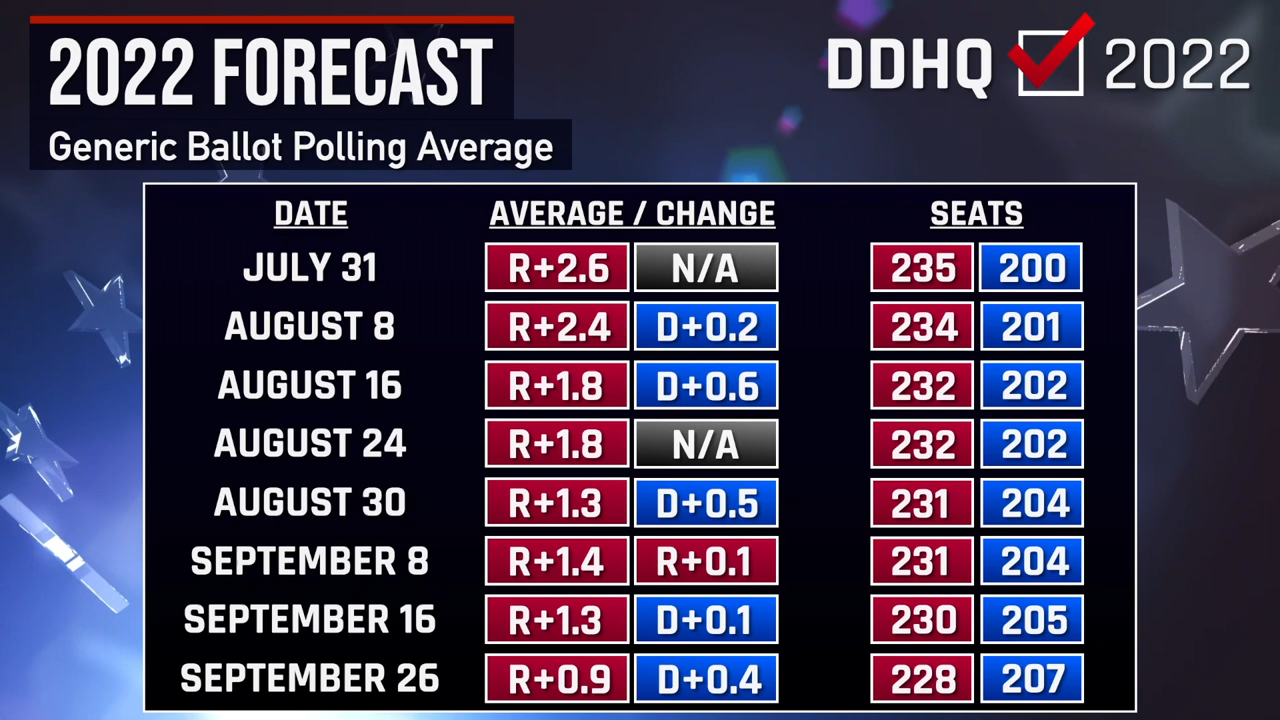 2022 FORECAST
DDHQ 2022
Generic Ballot Polling Average
DATE AVERAGE / CHANGE SEATS
JULY 31 R+2.6 N/A 235 200
AUGUST 8 R+2.4 D+0.2 234 201
AUGUST 16 R+1.8 D+0.6 232 202
AUGUST 24 R+1.8 N/A 232 202
AUGUST 30 R+1.3 D+0.5 231 204
SEPTEMBER 8 R+1.4 R+0.1 231 204
SEPTEMBER 16 R+1.3 D+0.1 230 205
SEPTEMBER 26 R+0.9 D+0.4 228 207